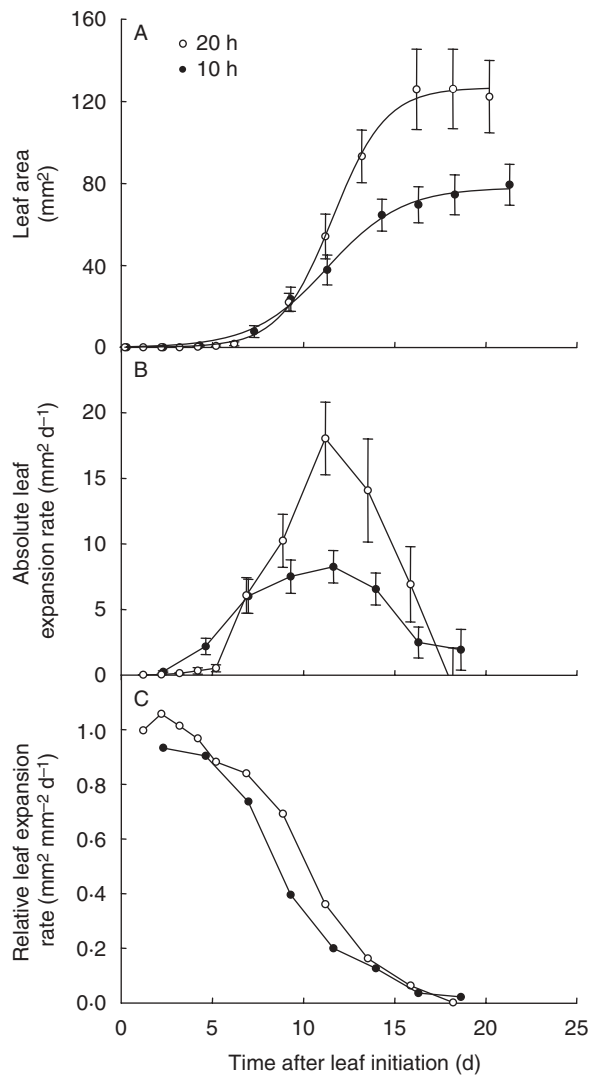 A
20 h
10 h
160
120
80
40
0
Leaf area
(mm²)
B
20
15
10
5
0
Absolute leaf
expansion rate (mm² d⁻¹)
C
1·0
0·8
0·6
0·4
0·2
0·0
Relative leaf expansion
rate (mm² mm⁻² d⁻¹)
0 5 10 15 20 25
Time after leaf initiation (d)